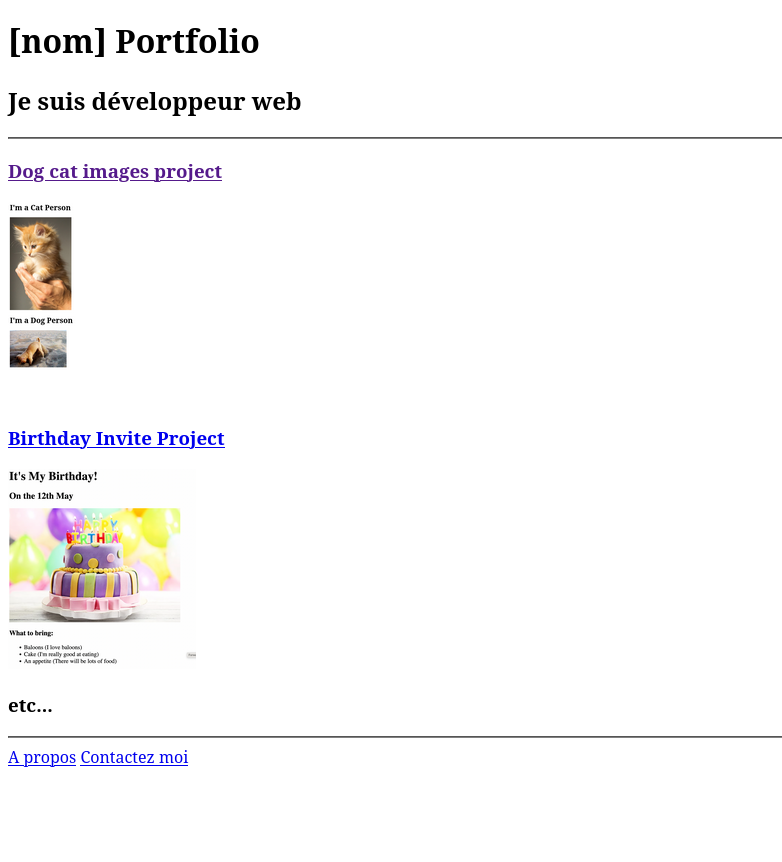 [nom] Portfolio
Je suis développeur web
Dog cat images project
I'm a Cat Person
I'm a Dog Person
Birthday Invite Project
It's My Birthday!
On the 12th May
HAPPY
BIRTHDAY
What to bring:
• Baloons (I love baloons)
• Cake (I'm really good at eating)
• An appetite (There will be lots of food)
etc...
A propos Contactez moi